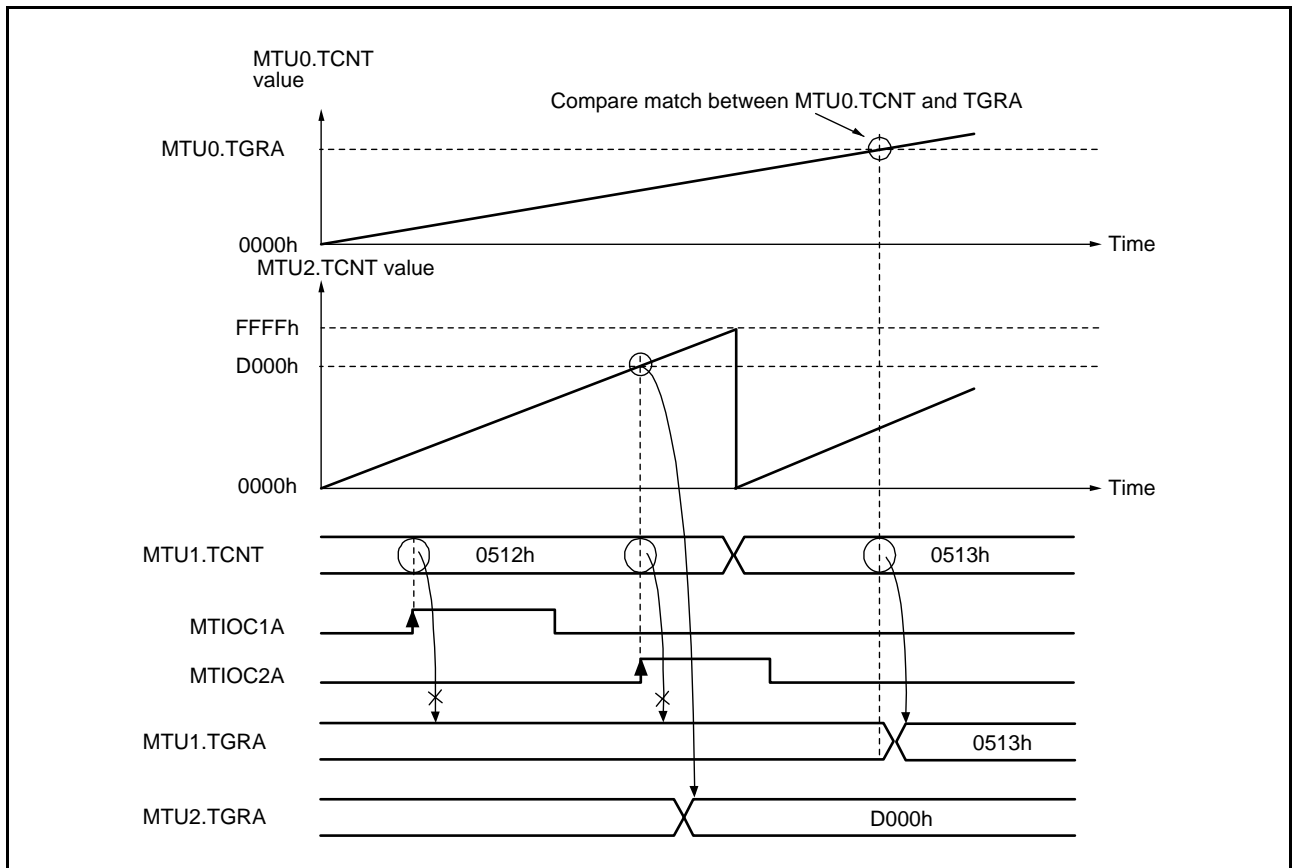 MTU0.TCNT
value
Compare match between MTU0.TCNT and TGRA
MTU0.TGRA
0000h
Time
MTU2.TCNT value
FFFFh
D000h
0000h
Time
MTU1.TCNT
0512h
0513h
MTIOC1A
MTIOC2A
MTU1.TGRA
0513h
MTU2.TGRA
D000h